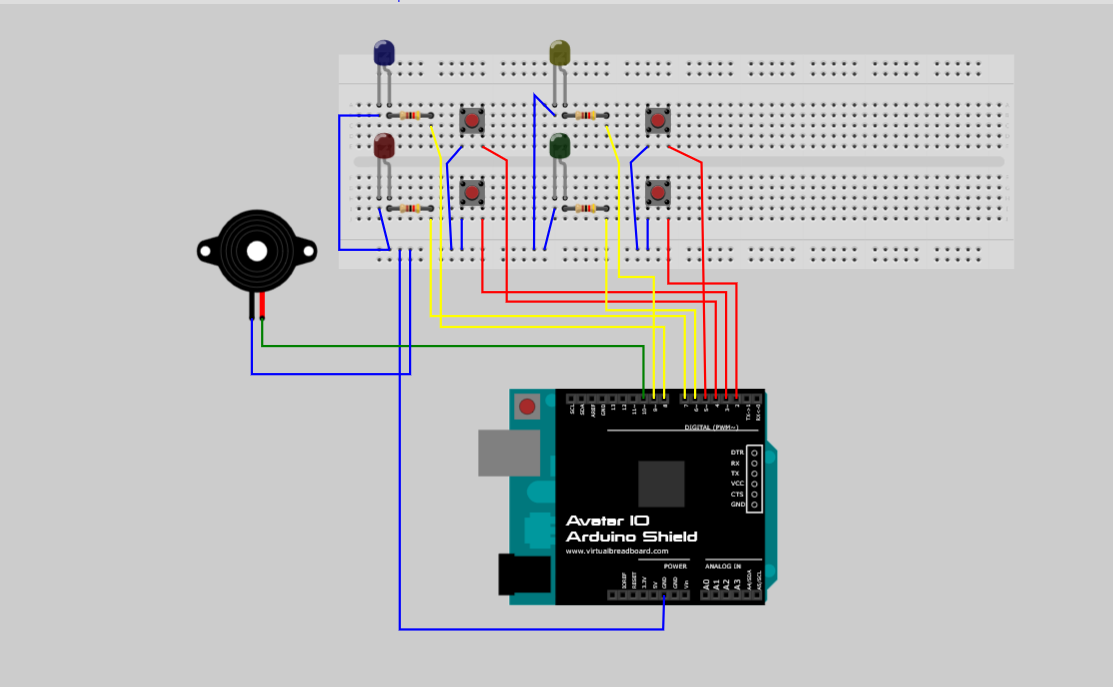 SCL
SDA
AREF
GND
13
12
11~
10~
9~
8
7
6~
5~
4
3~
2
TX->1
RX<-0
DIGITAL (PWM~)
DTR
RX
TX
VCC
CTS
GND
Avatar IO
Arduino Shield
www.virtualbreadboard.com
POWER
ANALOG IN
IOREF
RESET
3.3V
5V
GND
GND
Vin
A0
A1
A2
A3
A4/SDA
A5/SCL